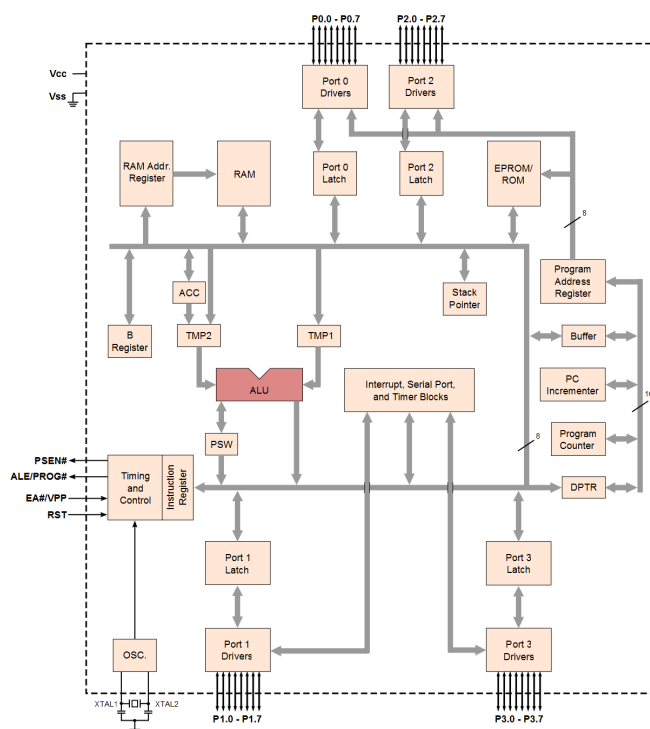 P0.0 - P0.7
P2.0 - P2.7
Vcc
Vss
Port 0
Drivers
Port 2
Drivers
RAM Addr.
Register
RAM
Port 0
Latch
Port 2
Latch
EPROM/
ROM
8
ACC
Stack
Pointer
Program
Address
Register
B
Register
TMP2
TMP1
Buffer
ALU
Interrupt, Serial Port,
and Timer Blocks
PC
Incrementer
16
PSW
8
Program
Counter
PSEN#
ALE/PROG#
EA#/VPP
RST
Timing
and
Control
Instruction
Register
DPTR
Port 1
Latch
Port 3
Latch
OSC.
Port 1
Drivers
Port 3
Drivers
XTAL1
XTAL2
P1.0 - P1.7
P3.0 - P3.7